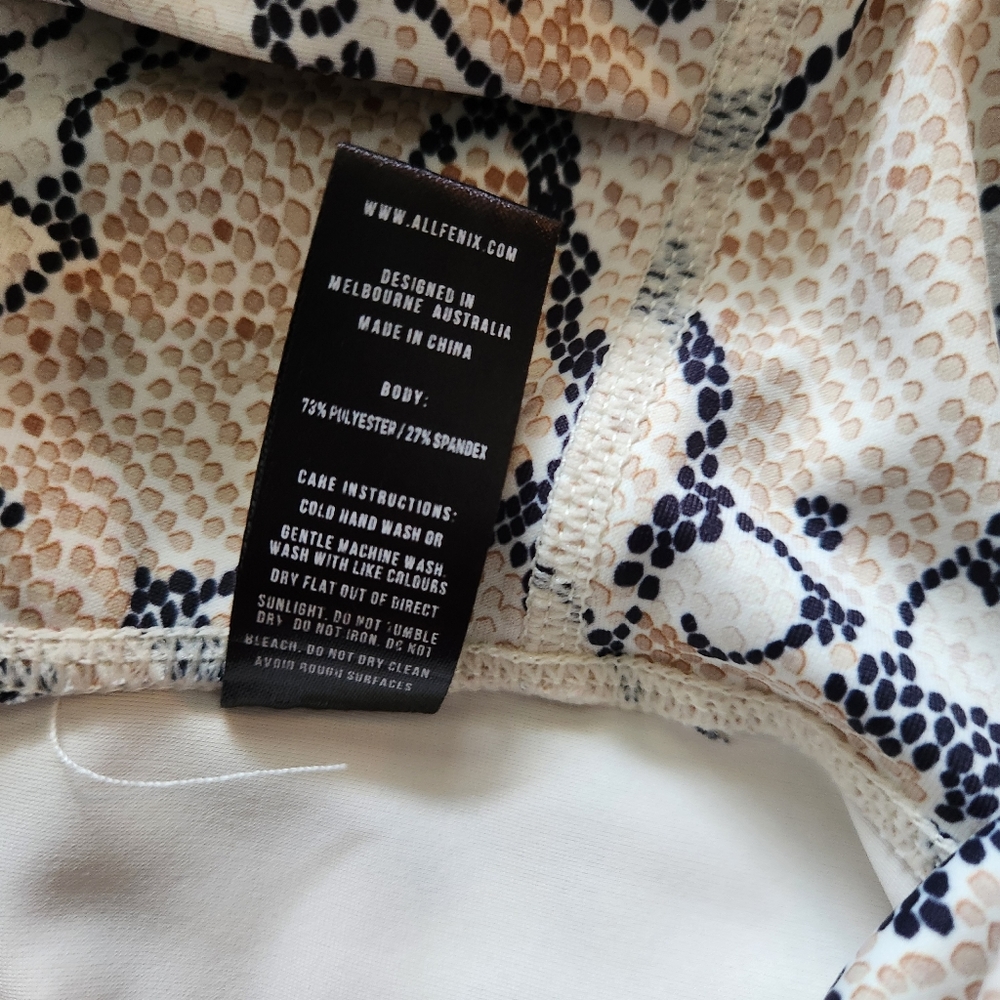 WWW.ALLFENIX.COM
DESIGNED IN
MELBOURNE AUSTRALIA
MADE IN CHINA
BODY:
73% POLYESTER / 27% SPANDEX
CARE INSTRUCTIONS:
COLD HAND WASH OR
GENTLE MACHINE WASH,
WASH WITH LIKE COLOURS
DRY FLAT OUT OF DIRECT
SUNLIGHT. DO NOT TUMBLE
DRY. DO NOT IRON. DO NOT
BLEACH. DO NOT DRY CLEAN
AVOID ROUGH SURFACES